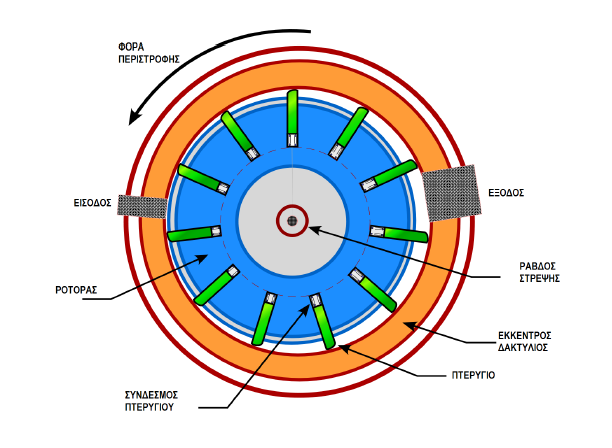 ΦΟΡΑ
ΠΕΡΙΣΤΡΟΦΗΣ
ΕΙΣΟΔΟΣ
ΕΞΟΔΟΣ
ΡΑΒΔΟΣ
ΣΤΡΕΨΗΣ
ΡΟΤΟΡΑΣ
ΕΚΚΕΝΤΡΟΣ
ΔΑΚΤΥΛΙΟΣ
ΠΤΕΡΥΓΙΟ
ΣΥΝΔΕΣΜΟΣ
ΠΤΕΡΥΓΙΟΥ